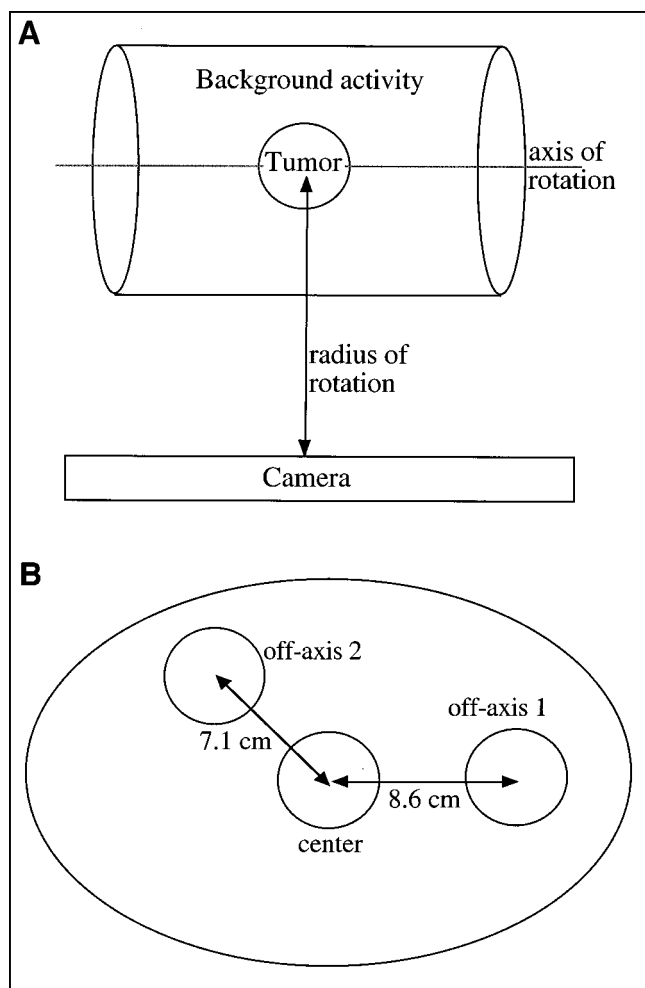 A
Background activity
Tumor
axis of
rotation
radius of
rotation
Camera
B
off-axis 2
off-axis 1
7.1 cm
8.6 cm
center